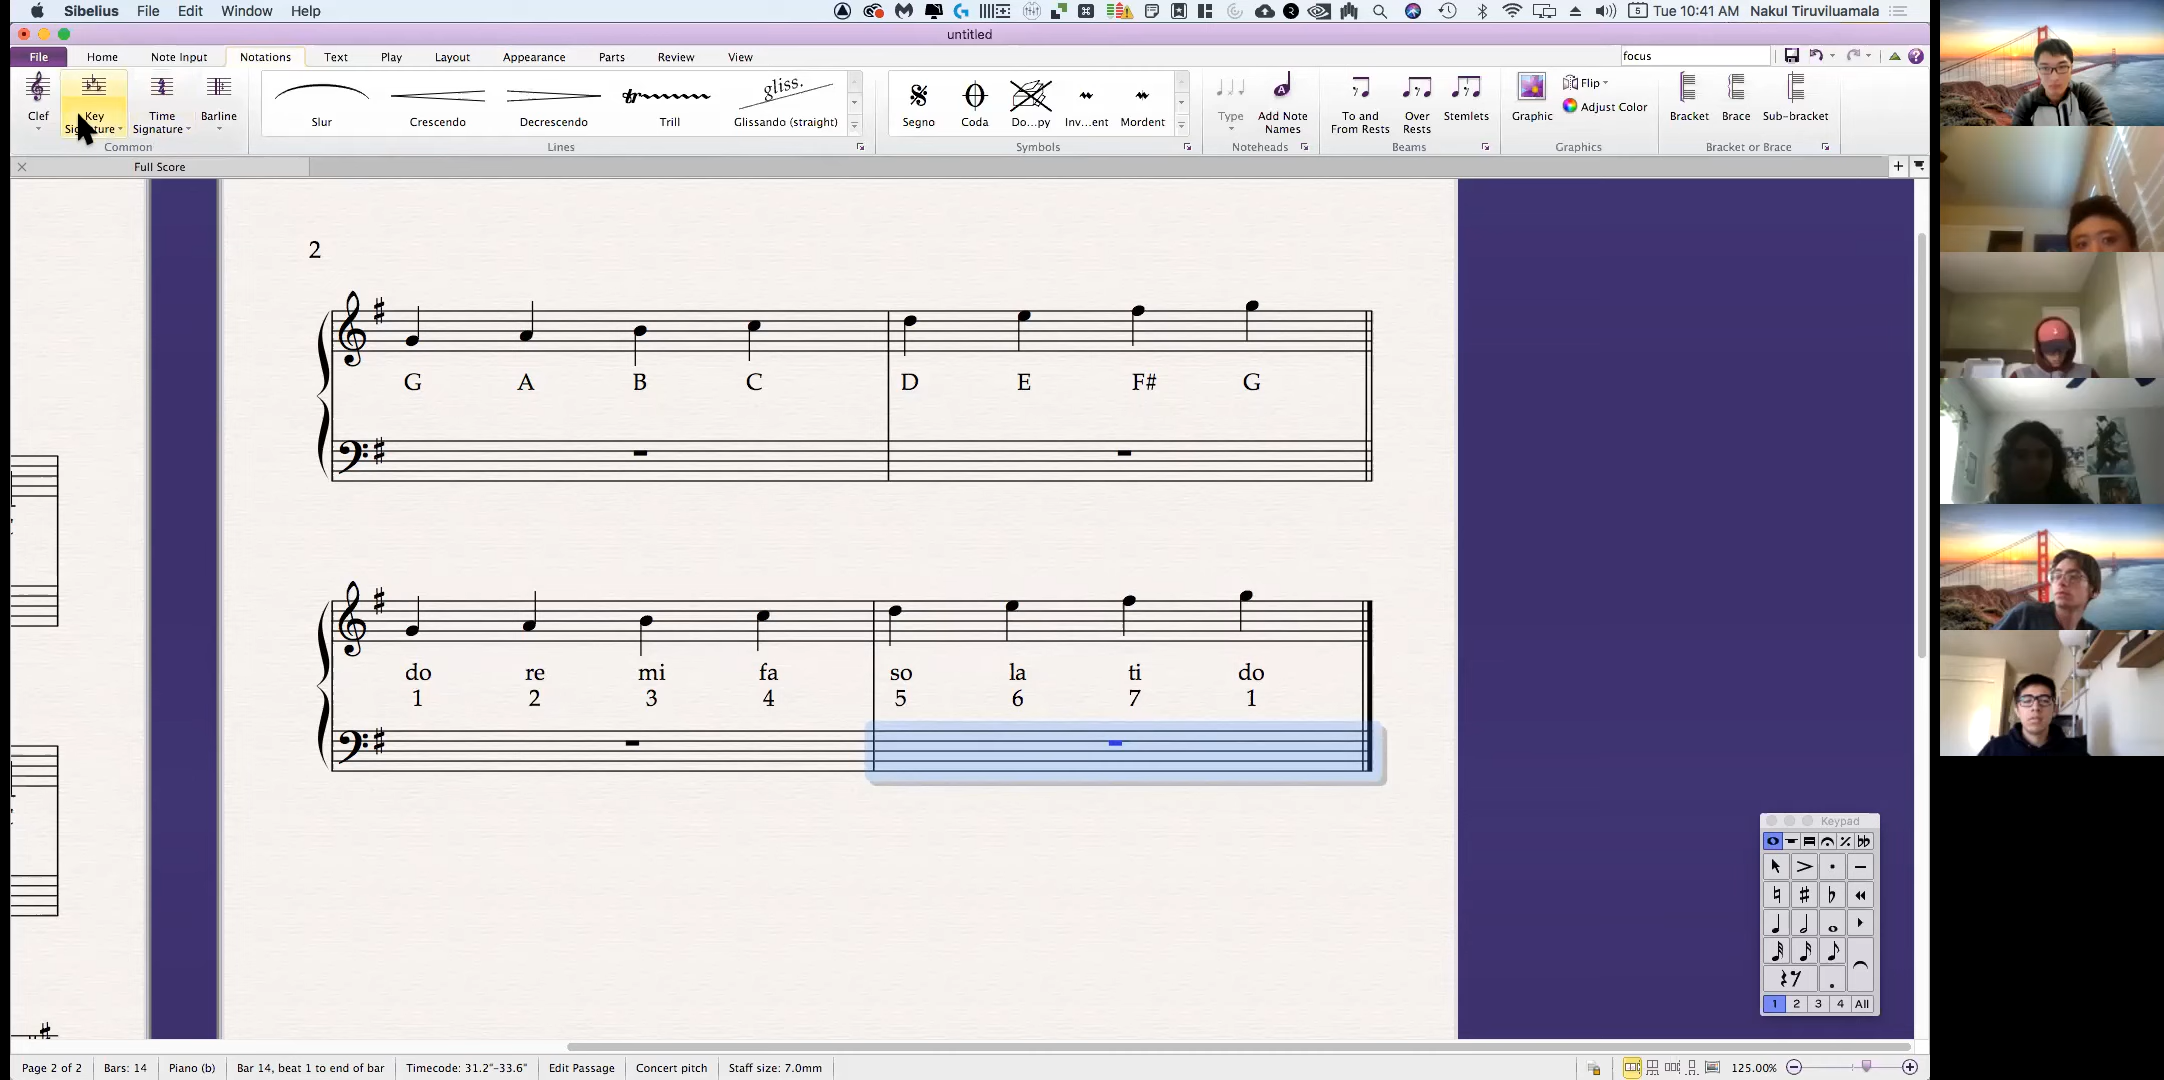 Sibelius File Edit Window Help Tue 10:41 AM Nakul Tiruviluamala
untitled
File Home Note Input Notations Text Play Layout Appearance Parts Review View focus
Clef Key Signature Time Signature Barline
Common
Slur Crescendo Decrescendo Trill gliss. Glissando (straight)
Lines
Segno Coda Do...py Inv...ent Mordent
Symbols
Type Add Note Names
Noteheads
To and From Rests Over Rests Stemlets
Beams
Graphic Flip Adjust Color
Graphics
Bracket Brace Sub-bracket
Bracket or Brace
Full Score
2
G A B C D E F# G
do re mi fa so la ti do
1 2 3 4 5 6 7 1
Keypad
1 2 3 4 All
Page 2 of 2 Bars: 14 Piano (b) Bar 14, beat 1 to end of bar Timecode: 31.2"-33.6" Edit Passage Concert pitch Staff size: 7.0mm 125.00%